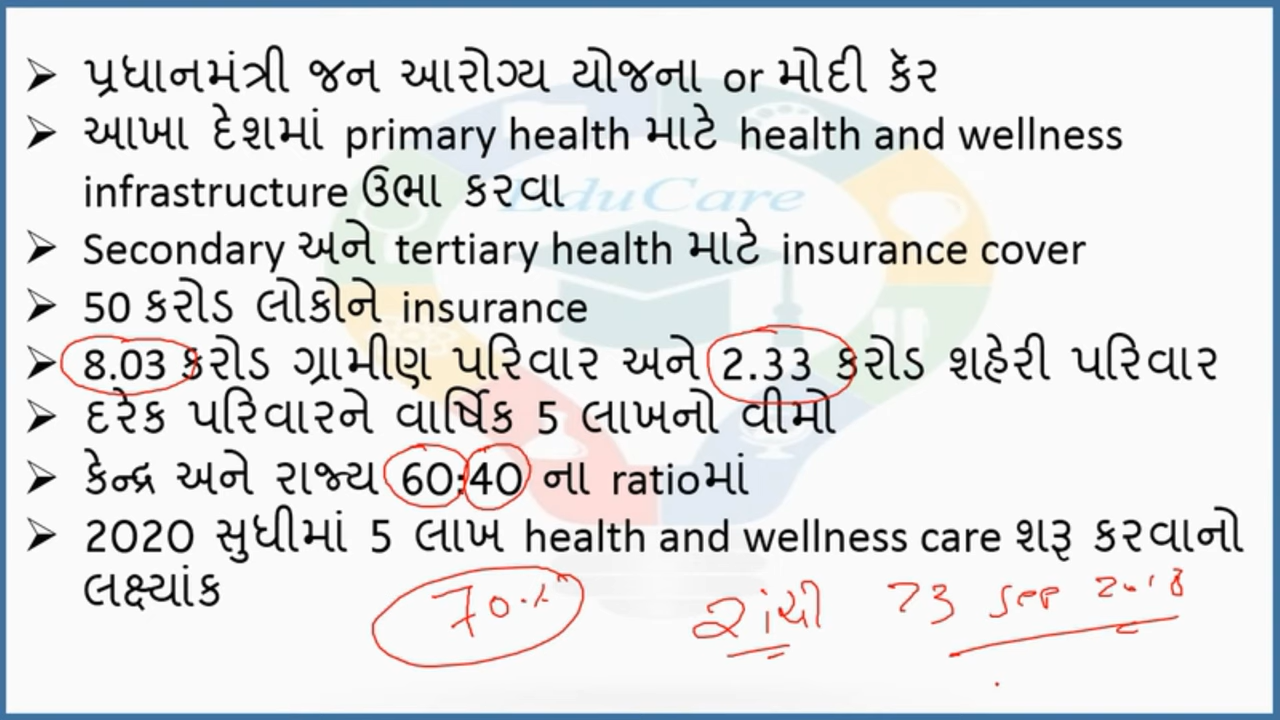 ➤ પ્રધાનમંત્રી જન આરોગ્ય યોજના or મોદી કૅર
➤ આખા દેશમાં primary health માટે health and wellness
infrastructure ઉભા કરવા
EduCare
➤ Secondary અને tertiary health માટે insurance cover
➤ 50 કરોડ લોકોને insurance
➤ 8.03 કરોડ ગ્રામીણ પરિવાર અને 2.33 કરોડ શહેરી પરિવાર
➤ દરેક પરિવારને વાર્ષિક 5 લાખનો વીમો
➤ કેન્દ્ર અને રાજ્ય 60:40 ના ratioમાં
➤ 2020 સુધીમાં 5 લાખ health and wellness care શરૂ કરવાનો
લક્ષ્યાંક
70% રાંચી 23 Sep 2018